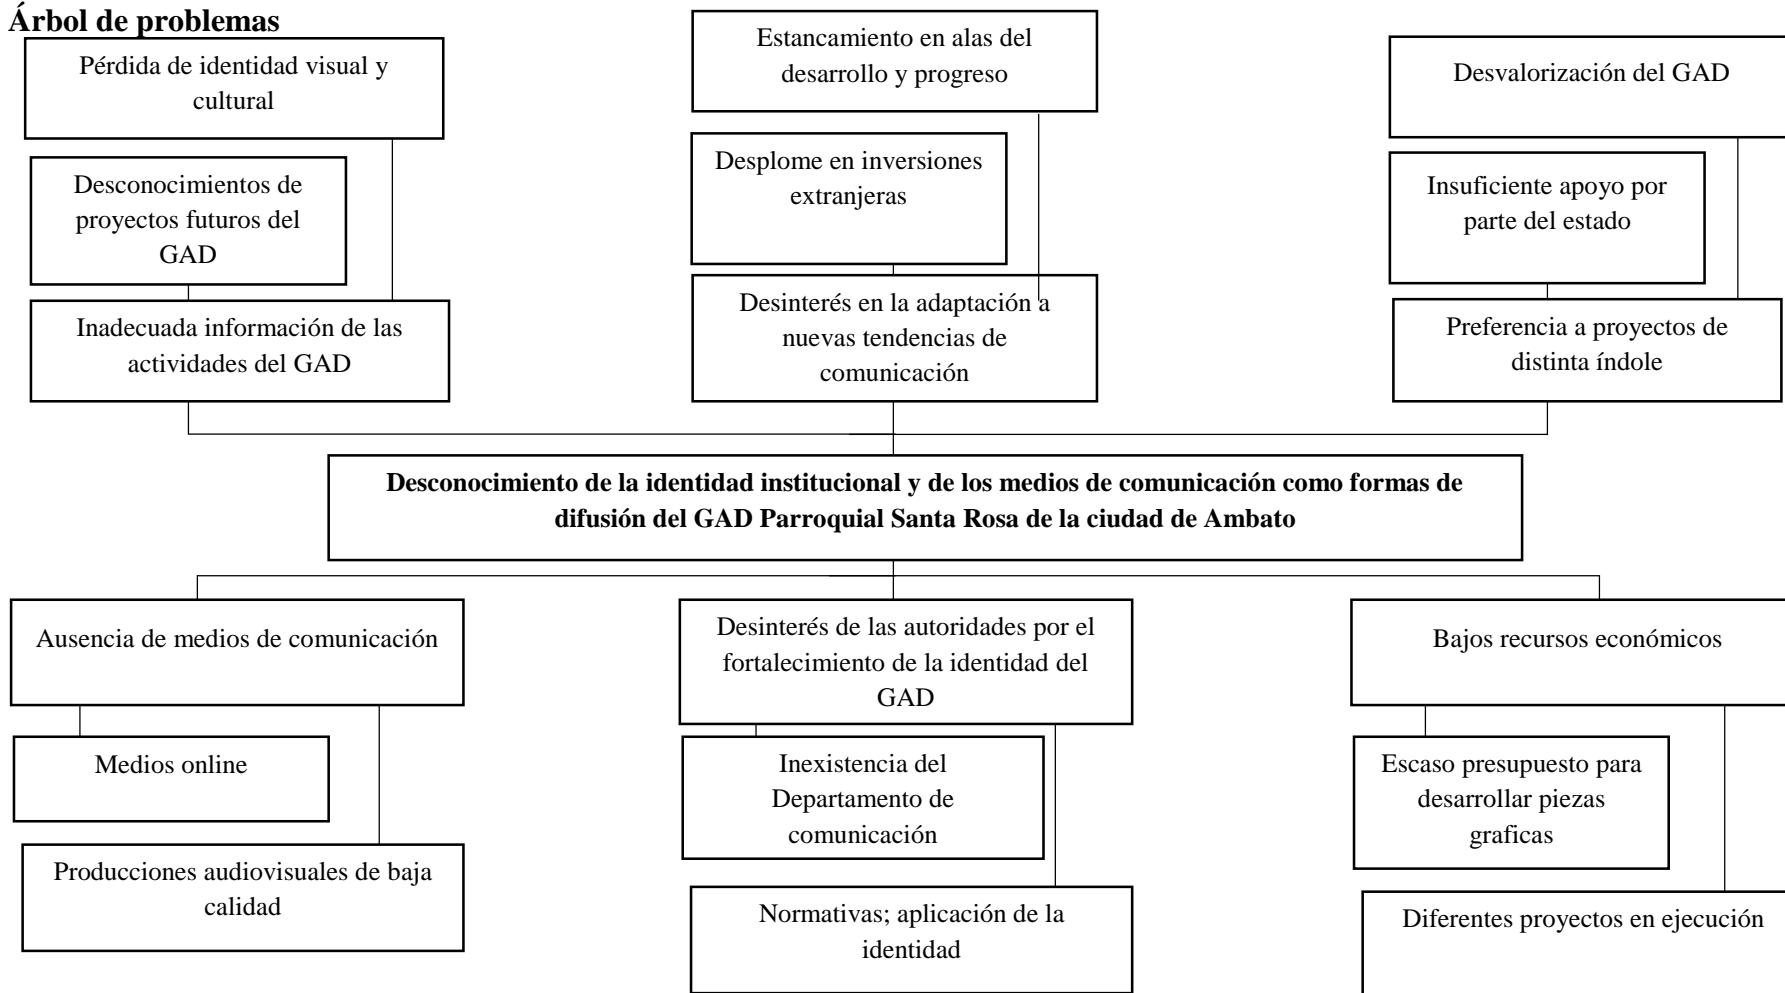 Árbol de problemas
Pérdida de identidad visual y
cultural
Estancamiento en alas del
desarrollo y progreso
Desvalorización del GAD
Desconocimientos de
proyectos futuros del
GAD
Desplome en inversiones
extranjeras
Insuficiente apoyo por
parte del estado
Inadecuada información de las
actividades del GAD
Desinterés en la adaptación a
nuevas tendencias de
comunicación
Preferencia a proyectos de
distinta índole
Desconocimiento de la identidad institucional y de los medios de comunicación como formas de
difusión del GAD Parroquial Santa Rosa de la ciudad de Ambato
Ausencia de medios de comunicación
Desinterés de las autoridades por el
fortalecimiento de la identidad del
GAD
Bajos recursos económicos
Medios online
Inexistencia del
Departamento de
comunicación
Escaso presupuesto para
desarrollar piezas
graficas
Producciones audiovisuales de baja
calidad
Normativas; aplicación de la
identidad
Diferentes proyectos en ejecución